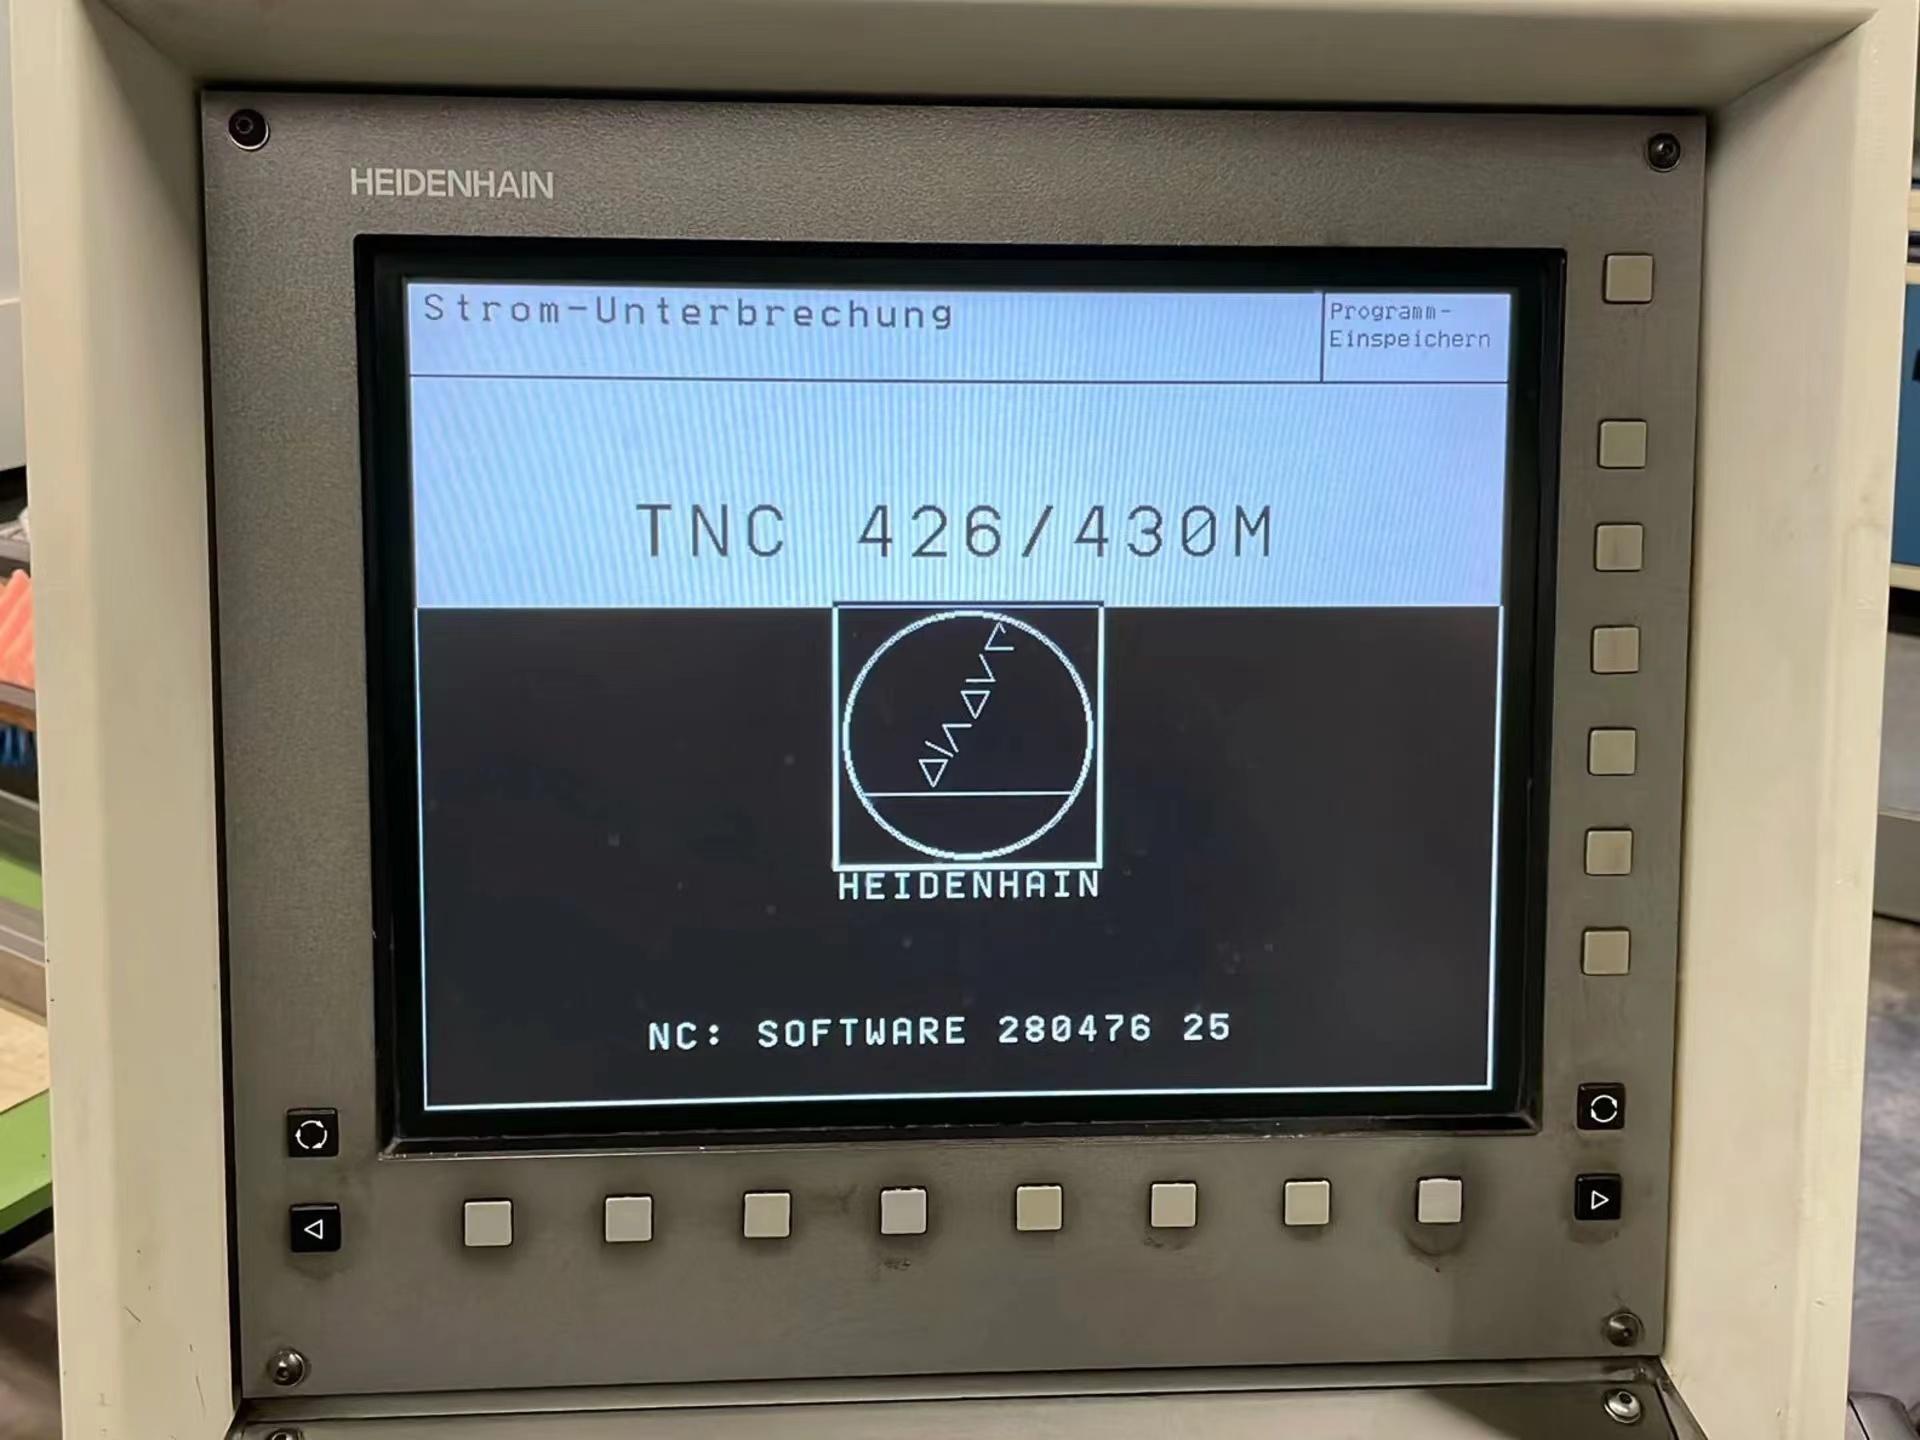 HEIDENHAIN
Strom-Unterbrechung
Programm-
Einspeichern
TNC 426/430M
HEIDENHAIN
NC: SOFTWARE 280476 25